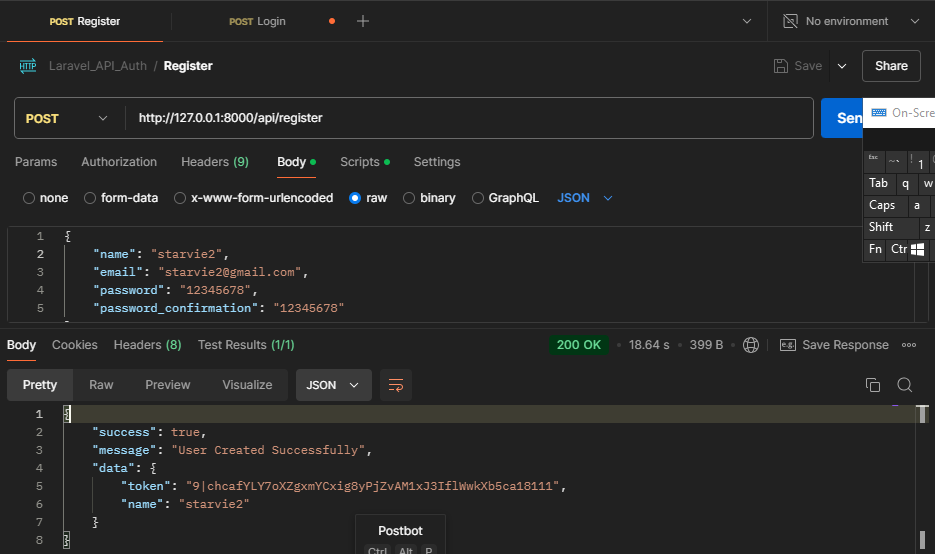 POST Register POST Login No environment
HTTP Laravel_API_Auth / Register Save Share
POST http://127.0.0.1:8000/api/register
On-Scre
Params Authorization Headers (9) Body Scripts Settings
none form-data x-www-form-urlencoded raw binary GraphQL JSON
Esc ~ ` ! 1
Tab q w
Caps a
Shift z
Fn Ctr
1 {
2 "name": "starvie2",
3 "email": "starvie2@gmail.com",
4 "password": "12345678",
5 "password_confirmation": "12345678"
Body Cookies Headers (8) Test Results (1/1) 200 OK 18.64 s 399 B e.g. Save Response
Pretty Raw Preview Visualize JSON
1 {
2 "success": true,
3 "message": "User Created Successfully",
4 "data": {
5 "token": "9|chcafYLY7oXZgxmYCxig8yPjZvAM1xJ3IflWwkXb5ca18111",
6 "name": "starvie2"
7 }
8 }
Postbot
Ctrl Alt P